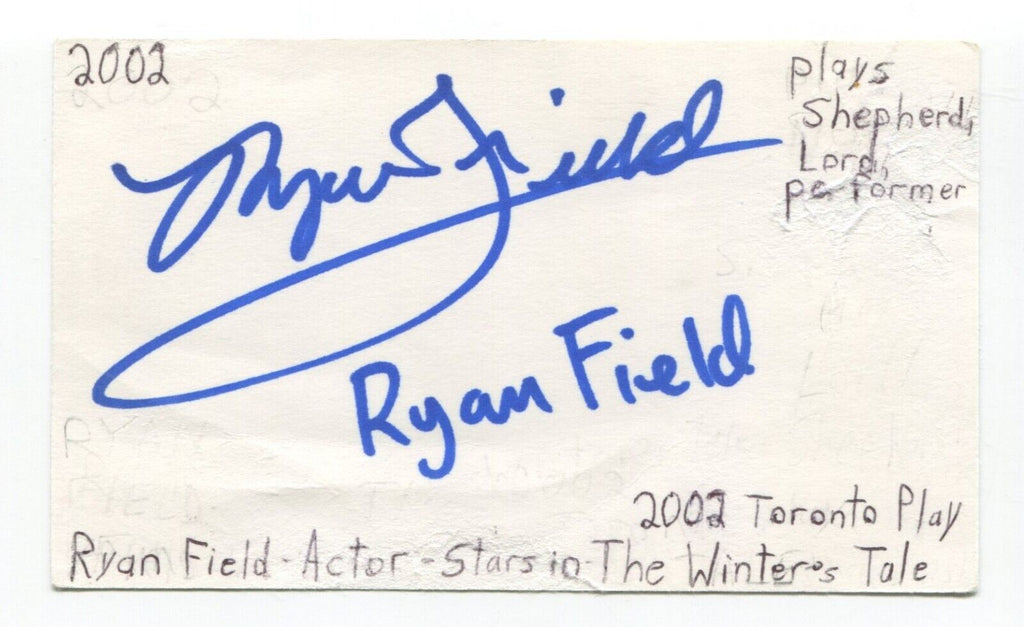 2002
plays
Shepherd,
Lord,
performer
Ryan Field
Ryan Field
2002 Toronto Play
Ryan Field - Actor - Stars in The Winter's Tale